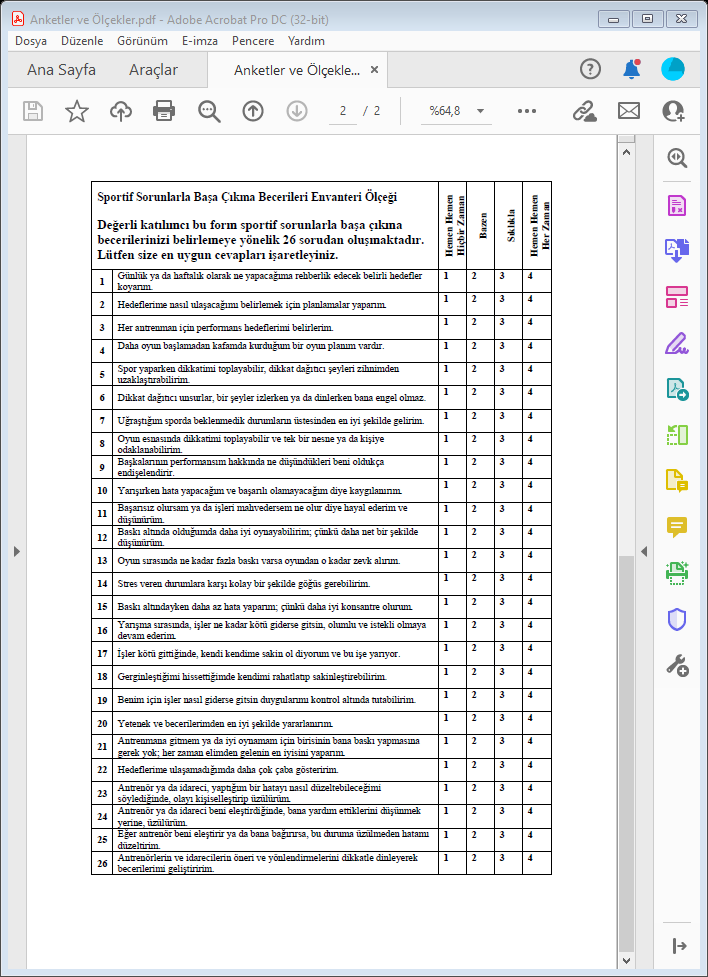 Anketler ve Ölçekler.pdf - Adobe Acrobat Pro DC (32-bit)
Dosya Düzenle Görünüm E-imza Pencere Yardım
Ana Sayfa Araçlar Anketler ve Ölçekle... ×
2 / 2 %64,8
Sportif Sorunlarla Başa Çıkma Becerileri Envanteri Ölçeği
Değerli katılımcı bu form sportif sorunlarla başa çıkma
becerilerinizi belirlemeye yönelik 26 sorudan oluşmaktadır.
Lütfen size en uygun cevapları işaretleyiniz.
Hemen Hemen
Hiçbir Zaman
Bazen
Sıklıkla
Hemen Hemen
Her Zaman
1 Günlük ya da haftalık olarak ne yapacağıma rehberlik edecek belirli hedefler 1 2 3 4
koyarım.
2 Hedeflerime nasıl ulaşacağımı belirlemek için planlamalar yaparım. 1 2 3 4
3 Her antrenman için performans hedeflerimi belirlerim. 1 2 3 4
4 Daha oyun başlamadan kafamda kurduğum bir oyun planım vardır. 1 2 3 4
5 Spor yaparken dikkatimi toplayabilir, dikkat dağıtıcı şeyleri zihnimden 1 2 3 4
uzaklaştırabilirim.
6 Dikkat dağıtıcı unsurlar, bir şeyler izlerken ya da dinlerken bana engel olmaz. 1 2 3 4
7 Uğraştığım sporda beklenmedik durumların üstesinden en iyi şekilde gelirim. 1 2 3 4
8 Oyun esnasında dikkatimi toplayabilir ve tek bir nesne ya da kişiye 1 2 3 4
odaklanabilirim.
9 Başkalarının performansım hakkında ne düşündükleri beni oldukça 1 2 3 4
endişelendirir.
10 Yarışırken hata yapacağım ve başarılı olamayacağım diye kaygılanırım. 1 2 3 4
11 Başarısız olursam ya da işleri mahvedersem ne olur diye hayal ederim ve 1 2 3 4
düşünürüm.
12 Baskı altında olduğumda daha iyi oynayabilirim; çünkü daha net bir şekilde 1 2 3 4
düşünürüm.
13 Oyun sırasında ne kadar fazla baskı varsa oyundan o kadar zevk alırım. 1 2 3 4
14 Stres veren durumlara karşı kolay bir şekilde göğüs gerebilirim. 1 2 3 4
15 Baskı altındayken daha az hata yaparım; çünkü daha iyi konsantre olurum. 1 2 3 4
16 Yarışma sırasında, işler ne kadar kötü giderse gitsin, olumlu ve istekli olmaya 1 2 3 4
devam ederim.
17 İşler kötü gittiğinde, kendi kendime sakin ol diyorum ve bu işe yarıyor. 1 2 3 4
18 Gerginleştiğimi hissettiğimde kendimi rahatlatıp sakinleştirebilirim. 1 2 3 4
19 Benim için işler nasıl giderse gitsin duygularımı kontrol altında tutabilirim. 1 2 3 4
20 Yetenek ve becerilerimden en iyi şekilde yararlanırım. 1 2 3 4
21 Antrenmana gitmem ya da iyi oynamam için birisinin bana baskı yapmasına 1 2 3 4
gerek yok; her zaman elimden gelenin en iyisini yaparım.
22 Hedeflerime ulaşamadığımda daha çok çaba gösteririm. 1 2 3 4
23 Antrenör ya da idareci, yaptığım bir hatayı nasıl düzeltebileceğimi 1 2 3 4
söylediğinde, olayı kişiselleştirip üzülürüm.
24 Antrenör ya da idareci beni eleştirdiğinde, bana yardım ettiklerini düşünmek 1 2 3 4
yerine, üzülürüm.
25 Eğer antrenör beni eleştirir ya da bana bağırırsa, bu duruma üzülmeden hatamı 1 2 3 4
düzeltirim.
26 Antrenörlerin ve idarecilerin öneri ve yönlendirmelerini dikkatle dinleyerek 1 2 3 4
becerilerimi geliştiririm.